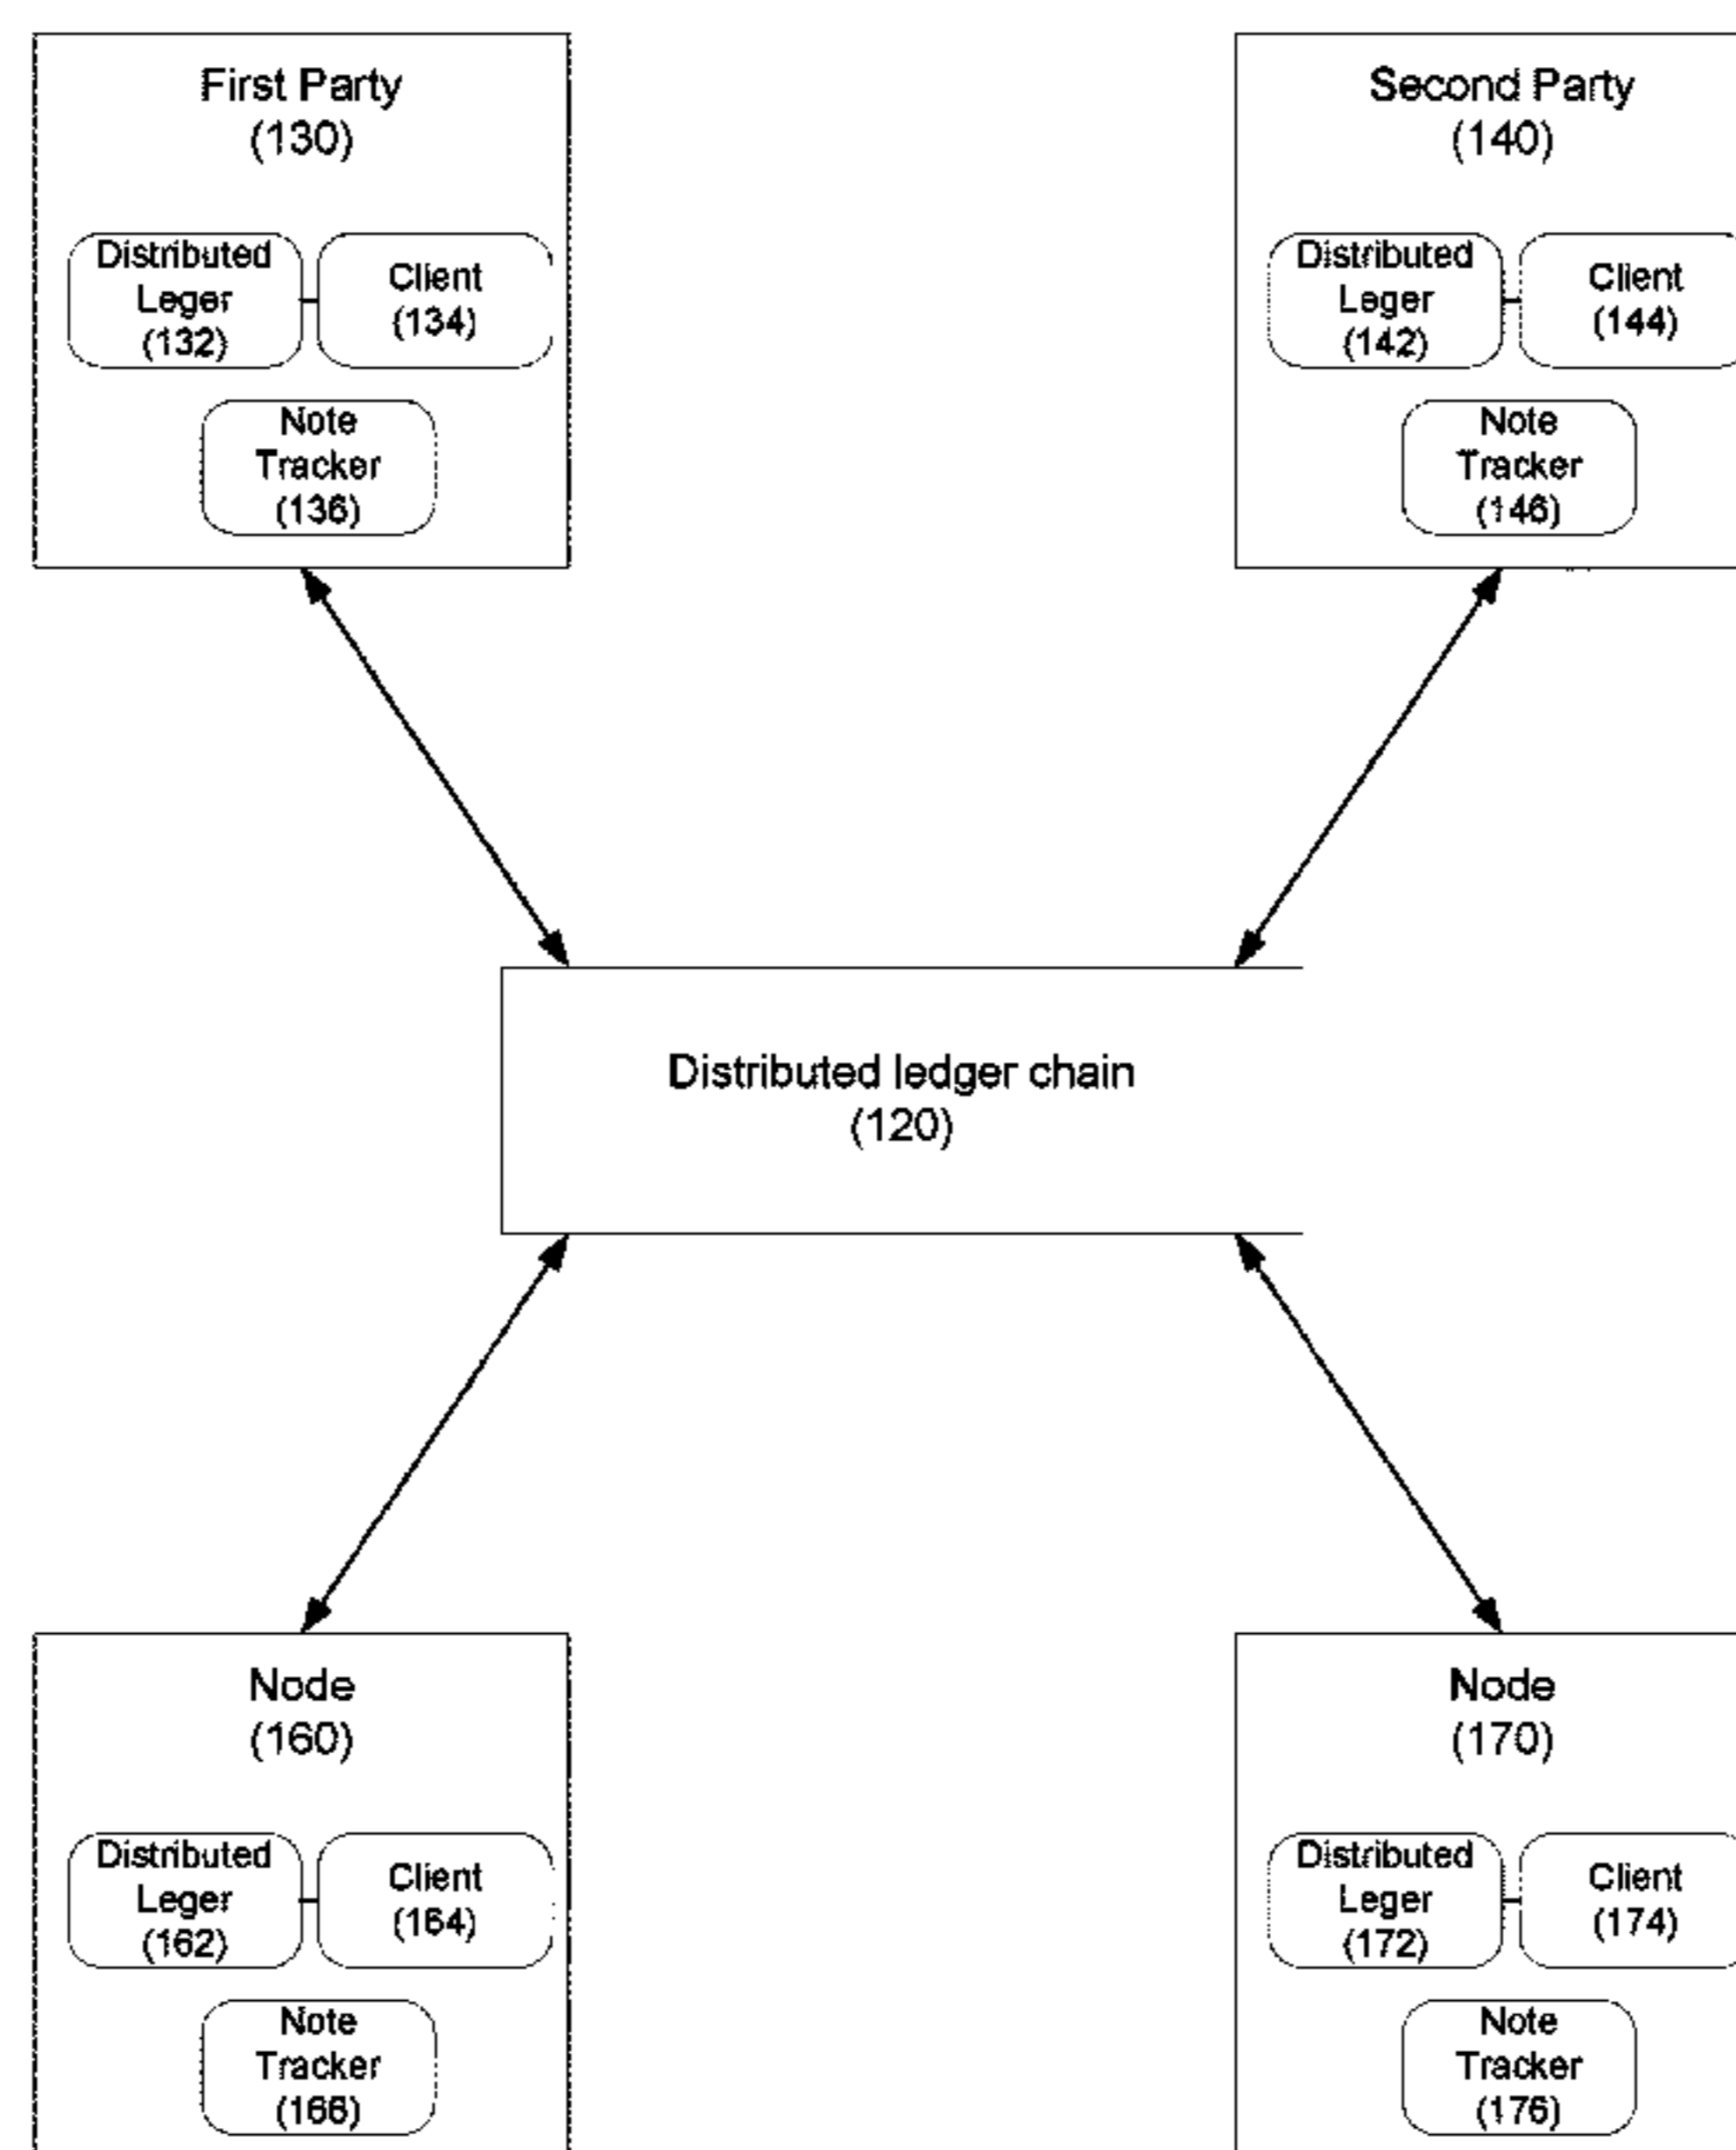 First Party
(130)
Distributed
Leger
(132)
Client
(134)
Note
Tracker
(136)
Second Party
(140)
Distributed
Leger
(142)
Client
(144)
Note
Tracker
(146)
Distributed ledger chain
(120)
Node
(160)
Distributed
Leger
(162)
Client
(164)
Note
Tracker
(166)
Node
(170)
Distributed
Leger
(172)
Client
(174)
Note
Tracker
(176)